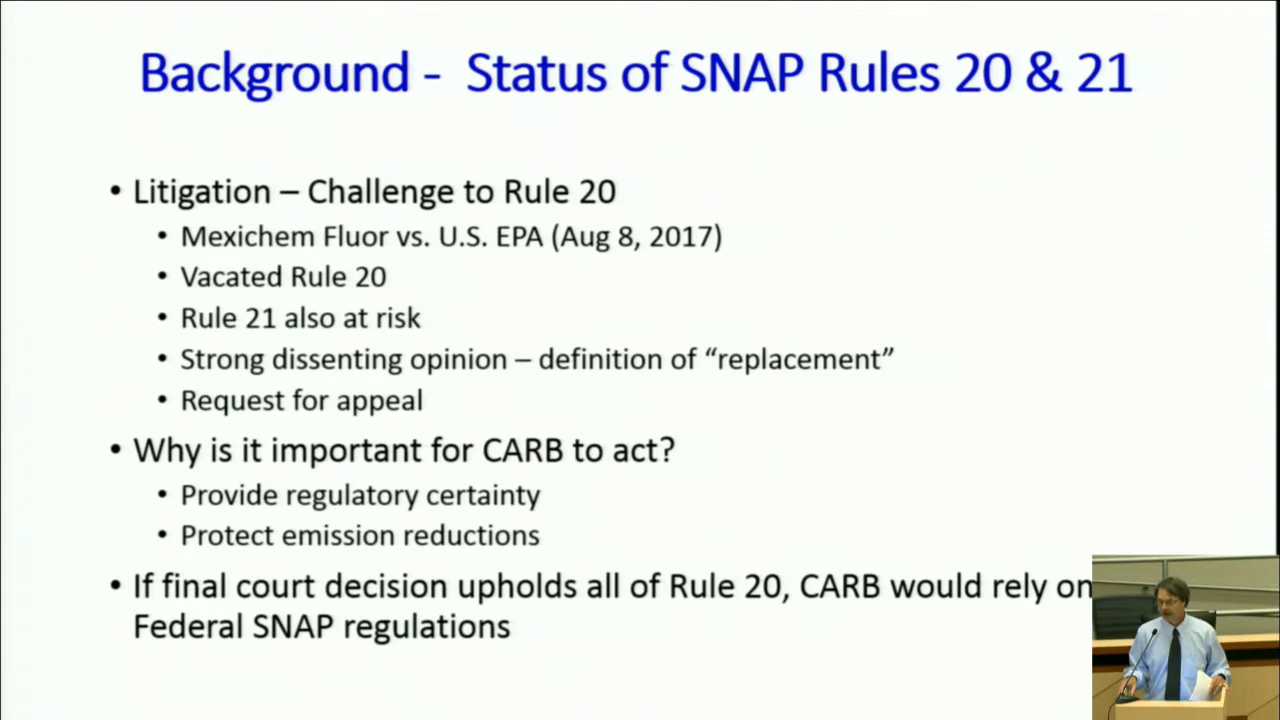 Background - Status of SNAP Rules 20 & 21
• Litigation – Challenge to Rule 20
• Mexichem Fluor vs. U.S. EPA (Aug 8, 2017)
• Vacated Rule 20
• Rule 21 also at risk
• Strong dissenting opinion – definition of “replacement”
• Request for appeal
• Why is it important for CARB to act?
• Provide regulatory certainty
• Protect emission reductions
• If final court decision upholds all of Rule 20, CARB would rely on
Federal SNAP regulations